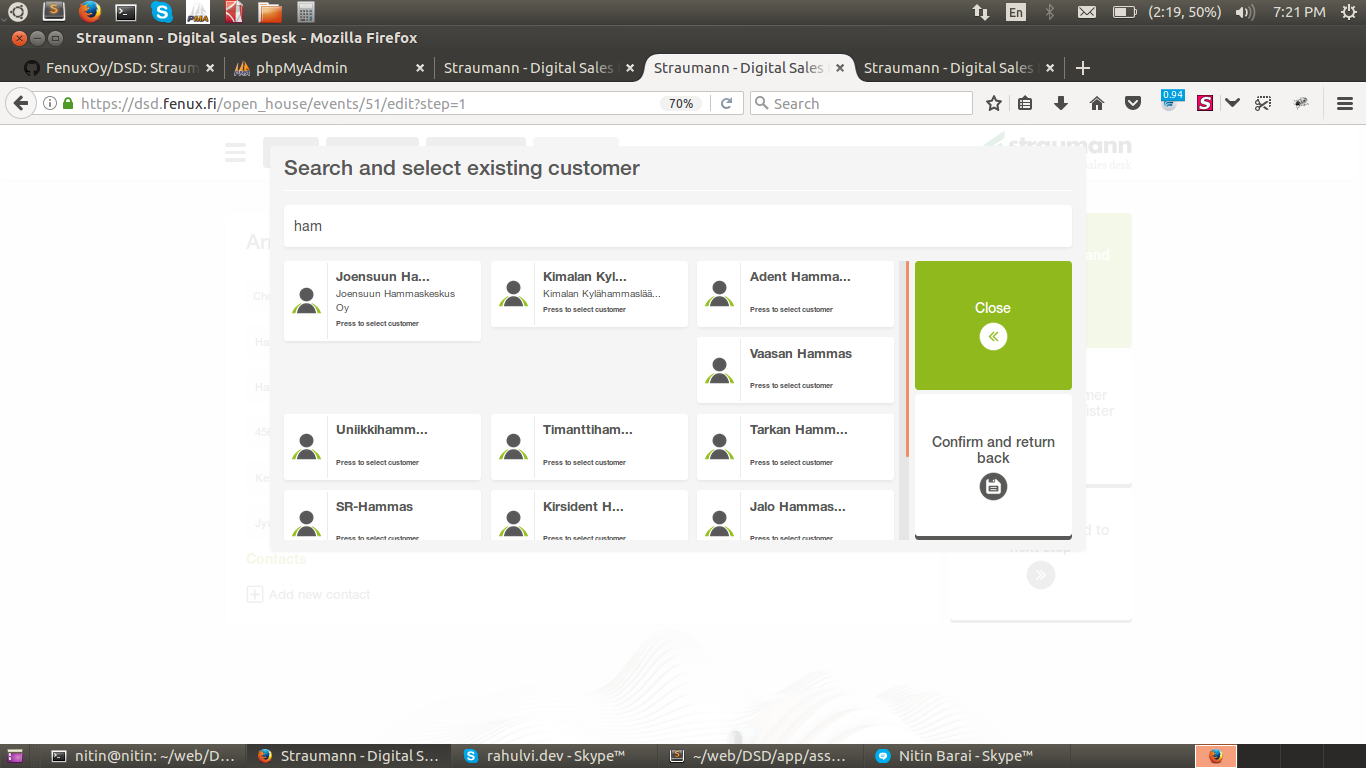 En
(2:19, 50%)
7:21 PM
Straumann - Digital Sales Desk - Mozilla Firefox
FenuxOy/DSD: Straum
phpMyAdmin
Straumann - Digital Sales
Straumann - Digital Sales
Straumann - Digital Sales
https://dsd.fenux.fi/open_house/events/51/edit?step=1
70%
Search
0.94
S
straumann
sales desk
Search and select existing customer
ham
Joensuun Ha...
Joensuun Hammaskeskus
Oy
Press to select customer
Kimalan Kyl...
Kimalan Kylähammaslää...
Press to select customer
Adent Hamma...
Press to select customer
Vaasan Hammas
Press to select customer
Uniikkihamm...
Press to select customer
Timanttiham...
Press to select customer
Tarkan Hamm...
Press to select customer
SR-Hammas
Press to select customer
Kirsident H...
Press to select customer
Jalo Hammas...
Press to select customer
Close
Confirm and return
back
Contacts
Add new contact
nitin@nitin: ~/web/D...
Straumann - Digital S...
rahulvi.dev - Skype™
~/web/DSD/app/ass...
Nitin Barai - Skype™